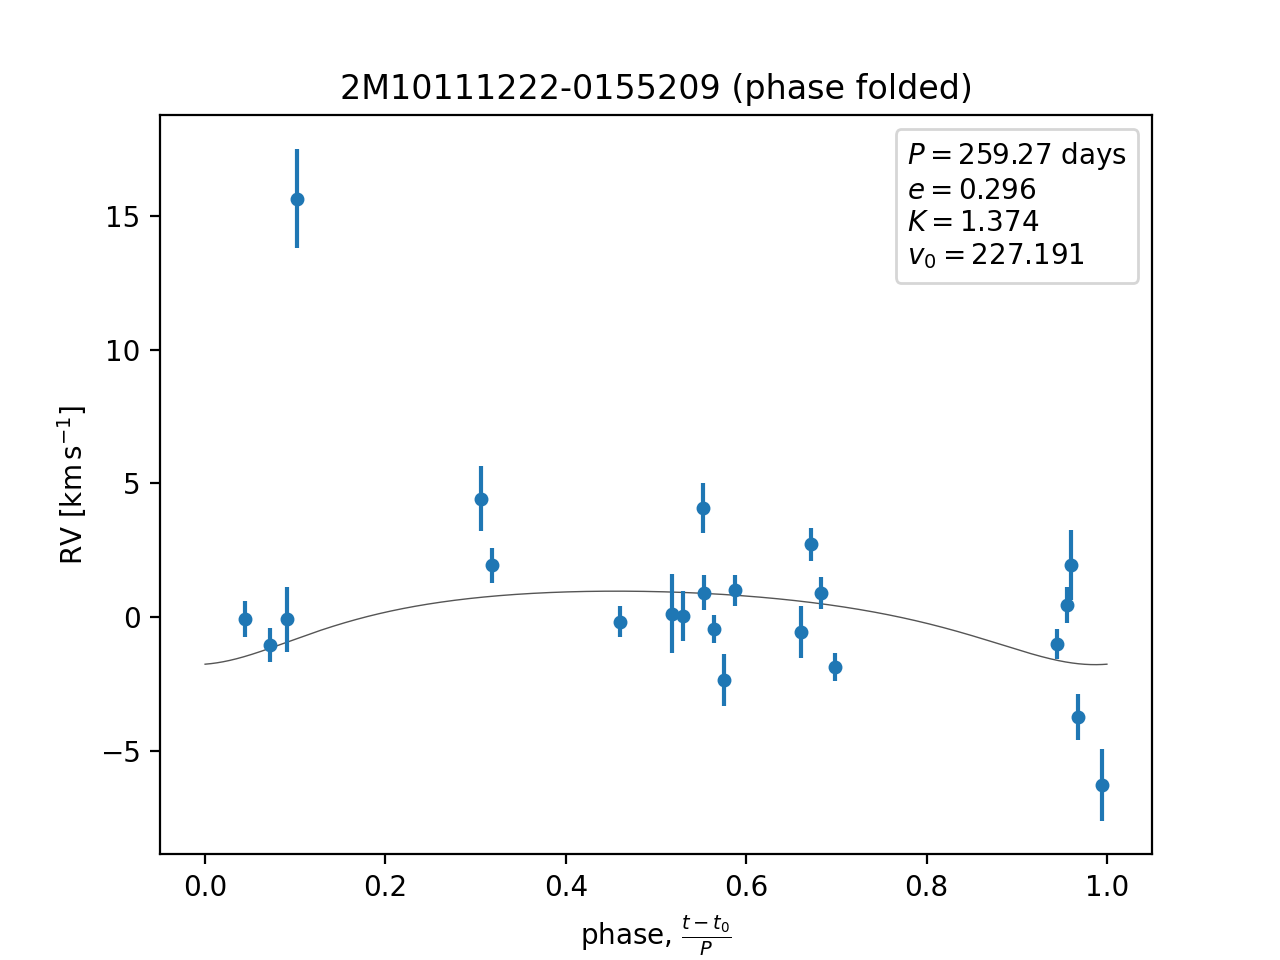 2M10111222-0155209 (phase folded)
P = 259.27 days
e = 0.296
K = 1.374
v₀ = 227.191
15
10
5
0
−5
RV [km s⁻¹]
0.0 0.2 0.4 0.6 0.8 1.0
phase, (t − t₀)/P